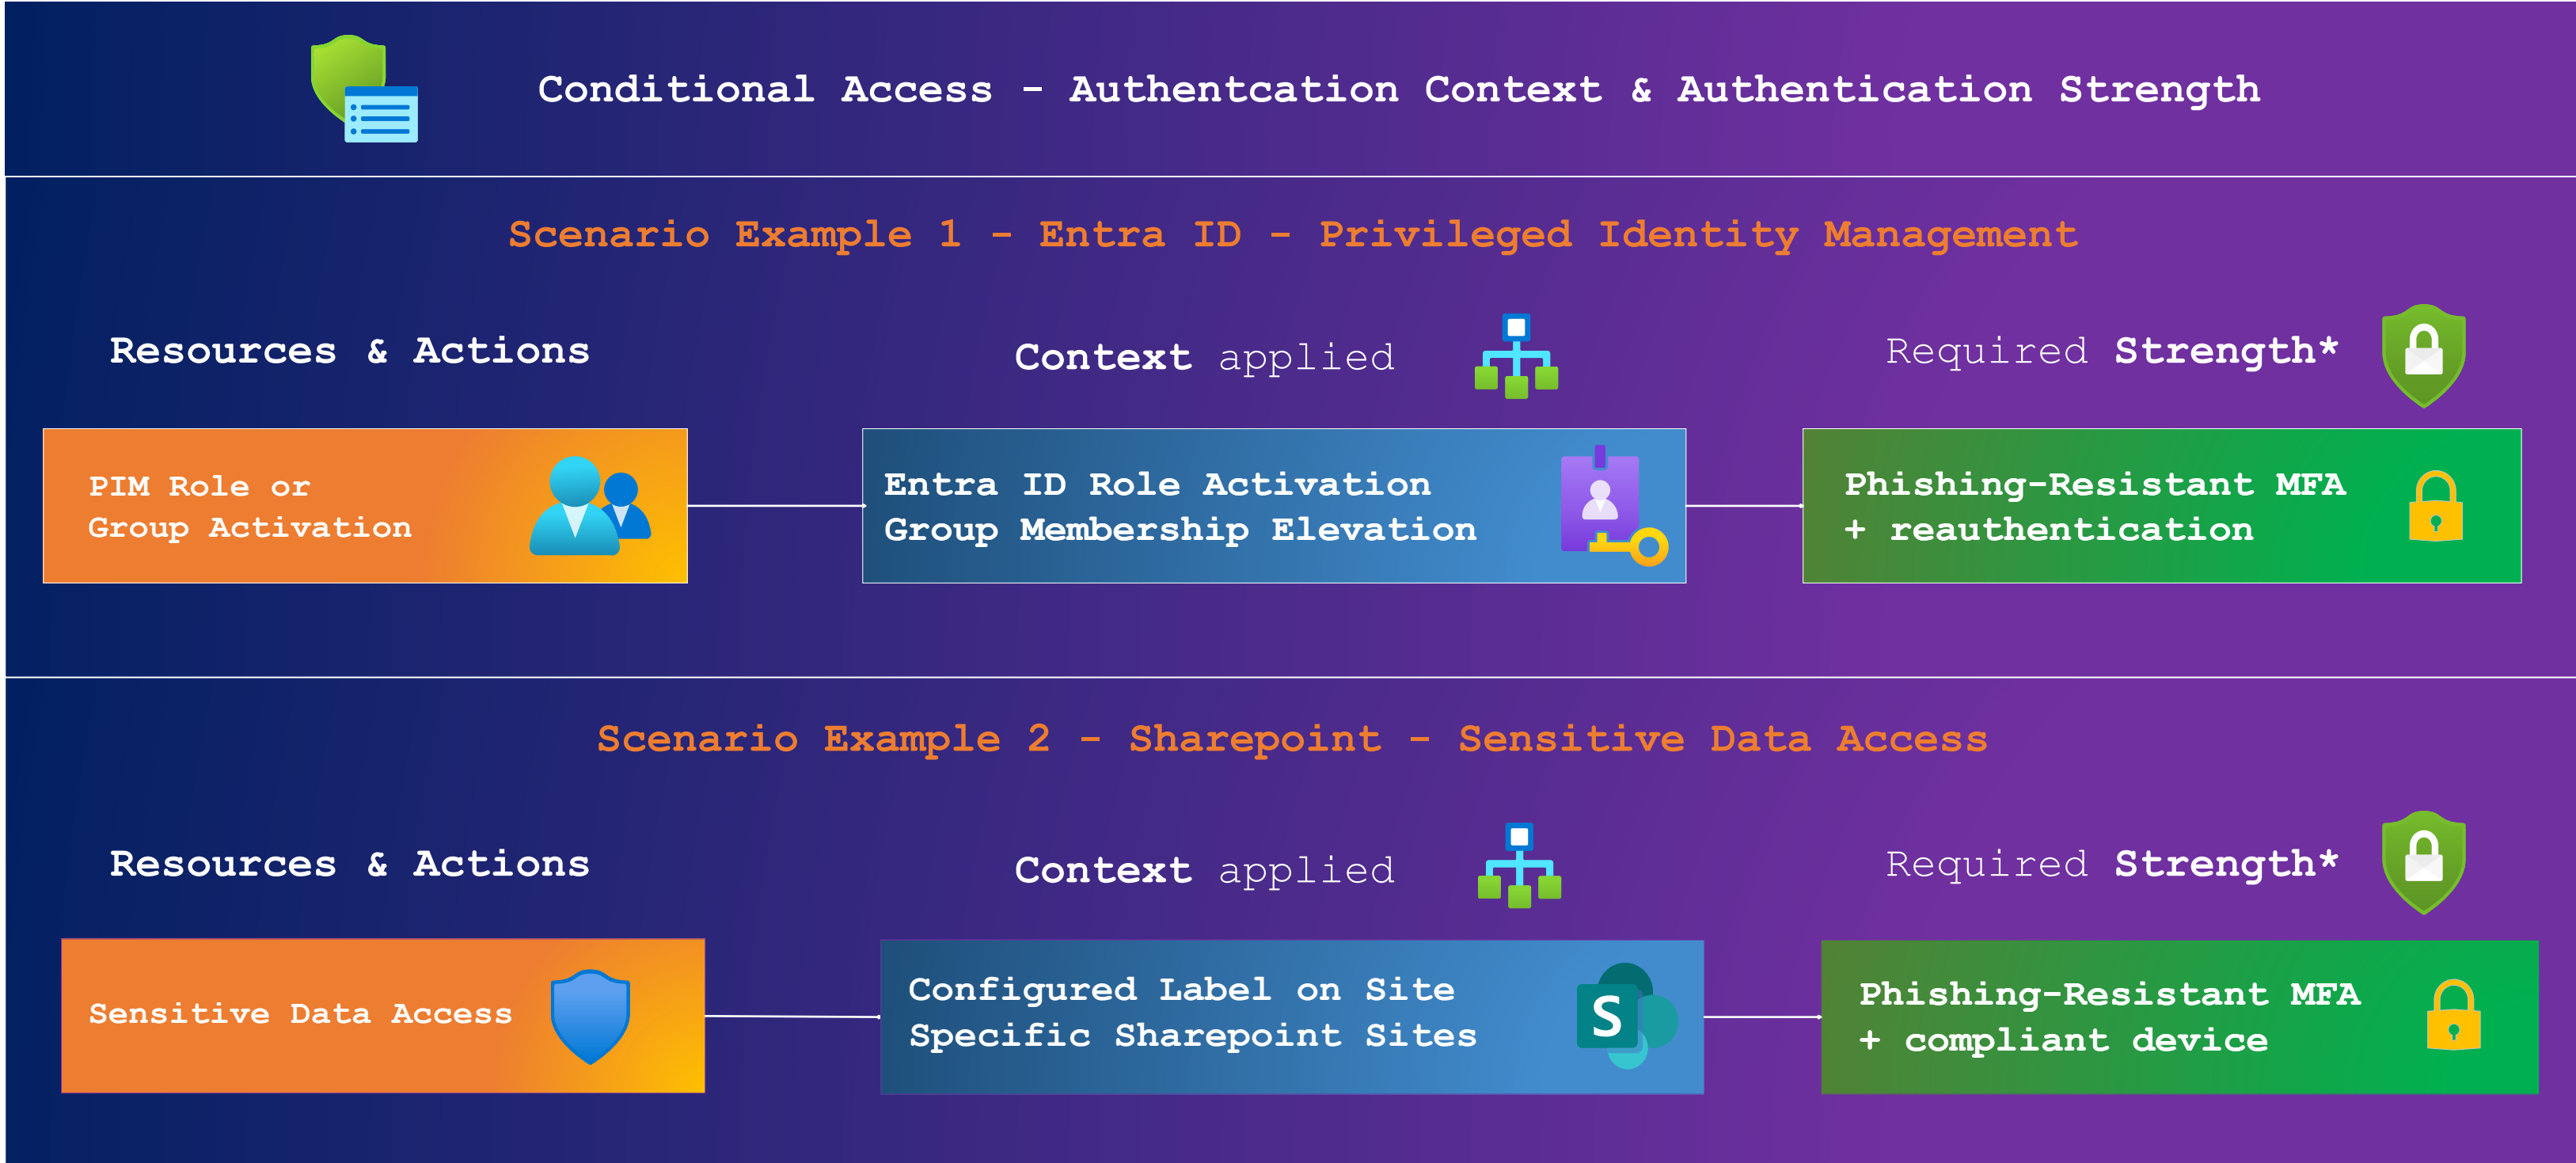 Conditional Access - Authentcation Context & Authentication Strength
Scenario Example 1 - Entra ID - Privileged Identity Management
Resources & Actions
Context applied
Required Strength*
PIM Role or
Group Activation
Entra ID Role Activation
Group Membership Elevation
Phishing-Resistant MFA
+ reauthentication
Scenario Example 2 - Sharepoint - Sensitive Data Access
Resources & Actions
Context applied
Required Strength*
Sensitive Data Access
Configured Label on Site
Specific Sharepoint Sites
S
Phishing-Resistant MFA
+ compliant device